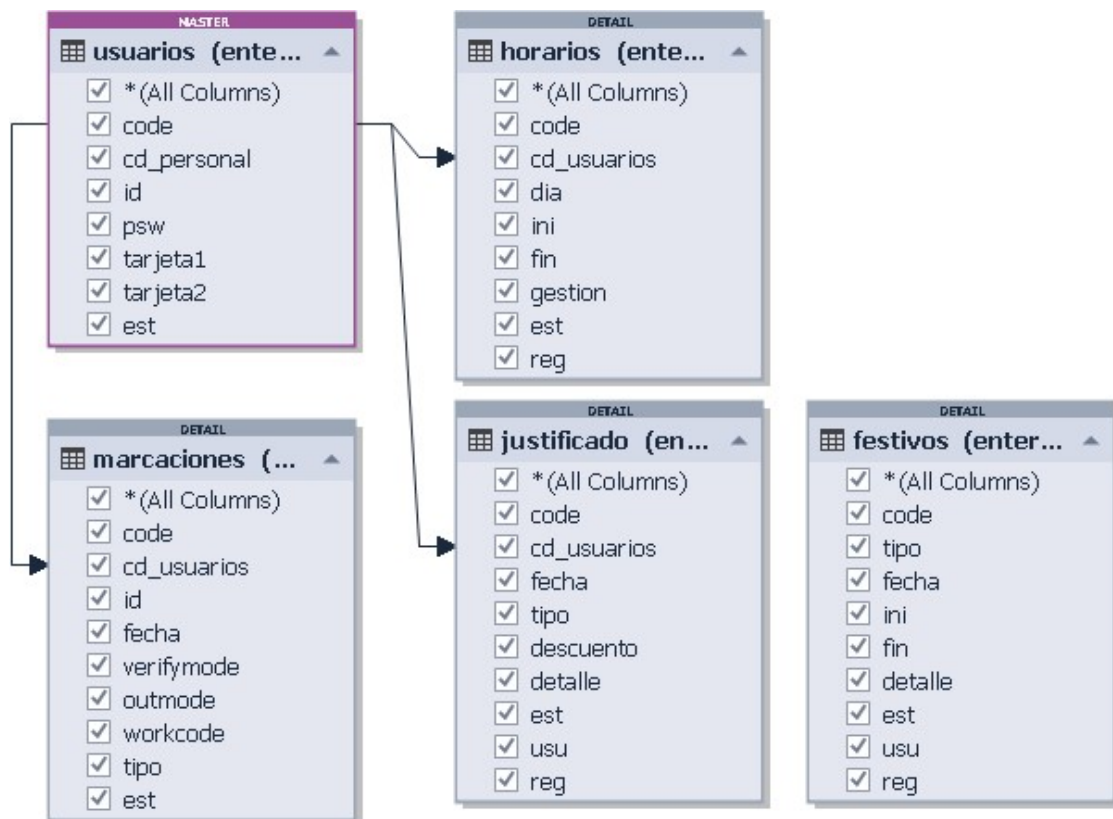 MASTER
usuarios (ente...
*(All Columns)
code
cd_personal
id
psw
tarjeta1
tarjeta2
est
DETAIL
horarios (ente...
*(All Columns)
code
cd_usuarios
dia
ini
fin
gestion
est
reg
DETAIL
marcaciones (...
*(All Columns)
code
cd_usuarios
id
fecha
verifymode
outmode
workcode
tipo
est
DETAIL
justificado (en...
*(All Columns)
code
cd_usuarios
fecha
tipo
descuento
detalle
est
usu
reg
DETAIL
festivos (enter...
*(All Columns)
code
tipo
fecha
ini
fin
detalle
est
usu
reg